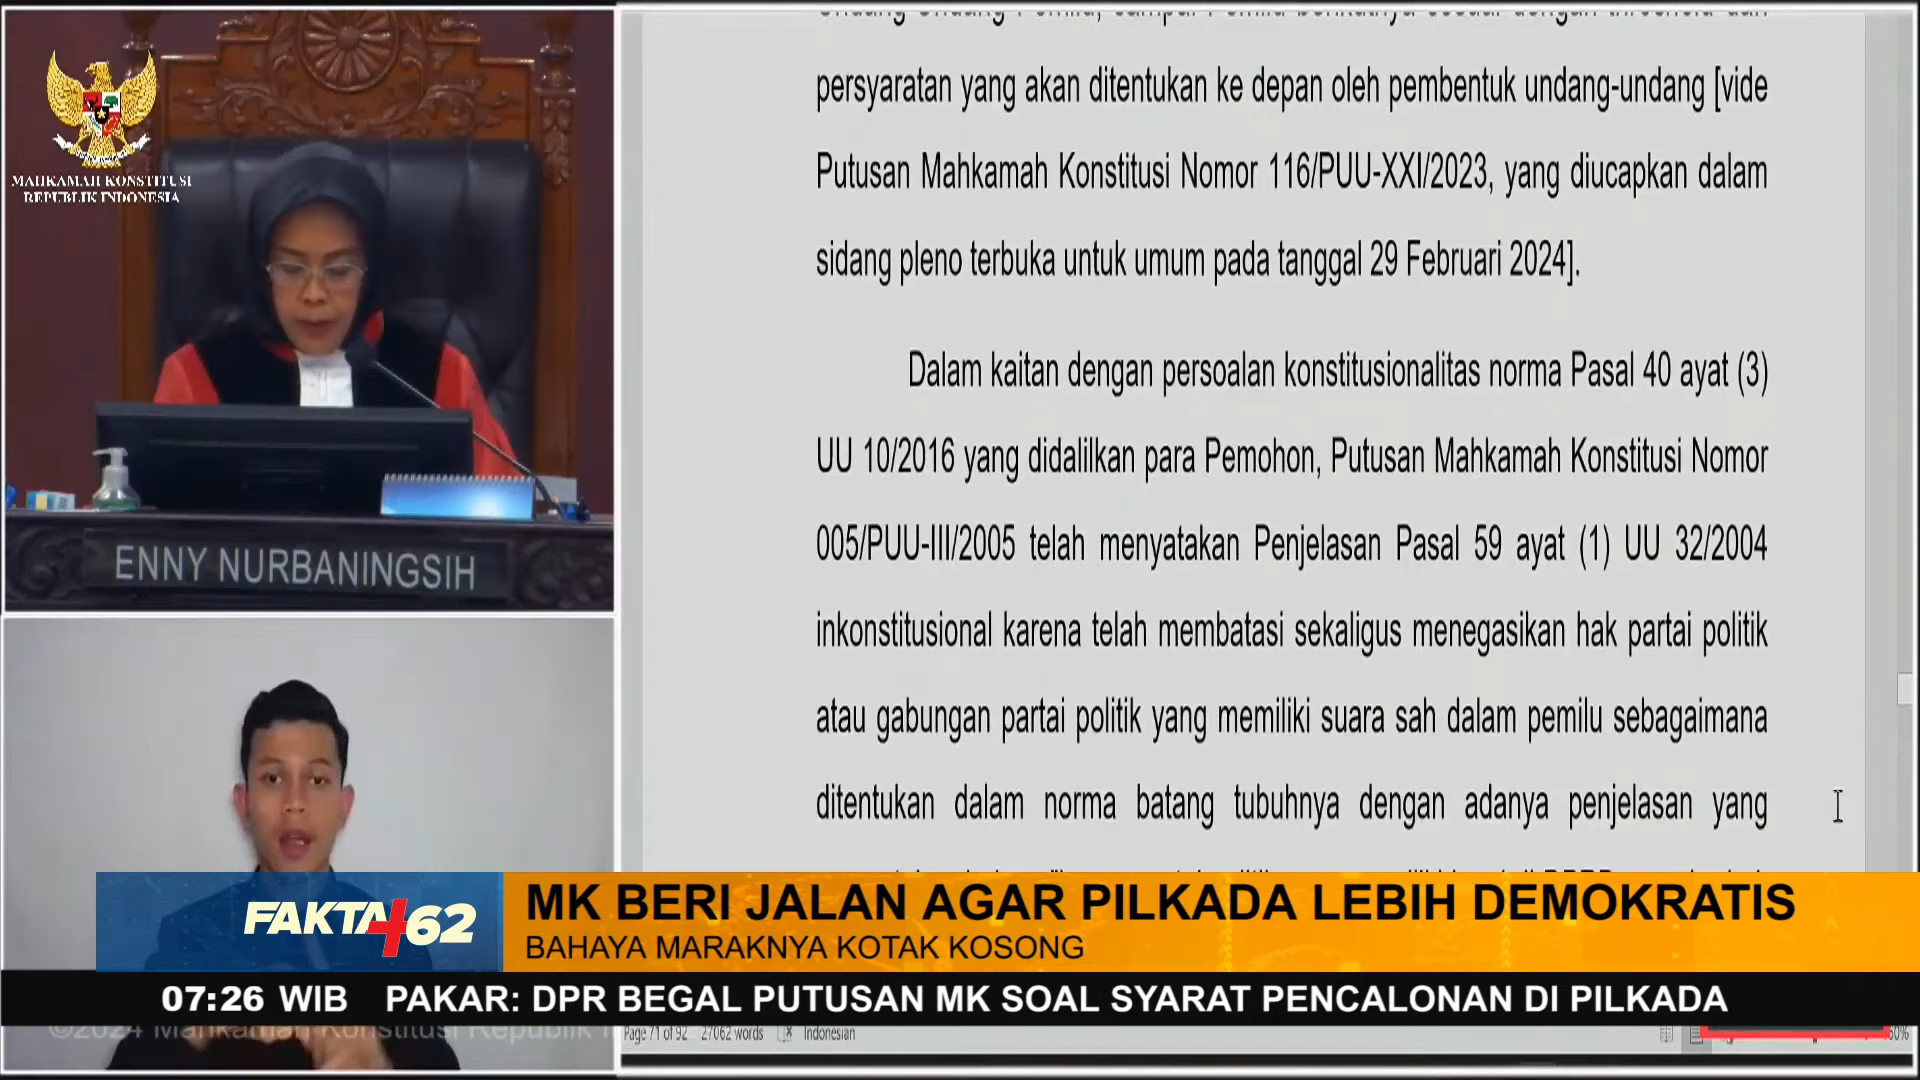 MAHKAMAH KONSTITUSI
REPUBLIK INDONESIA
ENNY NURBANINGSIH
persyaratan yang akan ditentukan ke depan oleh pembentuk undang-undang [vide
Putusan Mahkamah Konstitusi Nomor 116/PUU-XXI/2023, yang diucapkan dalam
sidang pleno terbuka untuk umum pada tanggal 29 Februari 2024].
Dalam kaitan dengan persoalan konstitusionalitas norma Pasal 40 ayat (3)
UU 10/2016 yang didalilkan para Pemohon, Putusan Mahkamah Konstitusi Nomor
005/PUU-III/2005 telah menyatakan Penjelasan Pasal 59 ayat (1) UU 32/2004
inkonstitusional karena telah membatasi sekaligus menegasikan hak partai politik
atau gabungan partai politik yang memiliki suara sah dalam pemilu sebagaimana
ditentukan dalam norma batang tubuhnya dengan adanya penjelasan yang
FAKTA+62
MK BERI JALAN AGAR PILKADA LEBIH DEMOKRATIS
BAHAYA MARAKNYA KOTAK KOSONG
07:26 WIB PAKAR: DPR BEGAL PUTUSAN MK SOAL SYARAT PENCALONAN DI PILKADA
©2024 Mahkamah Konstitusi Republik
Page 71 of 92 27062 words Indonesian